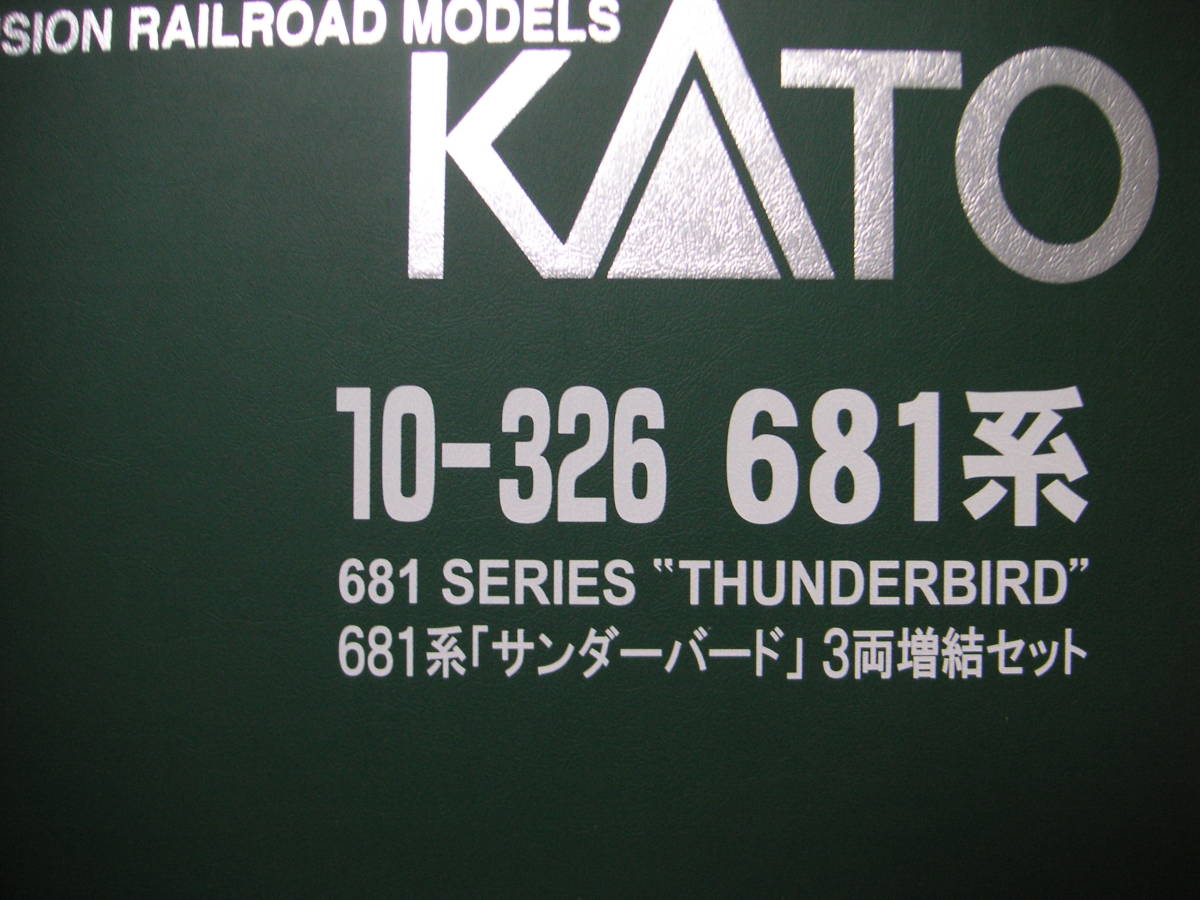 SION RAILROAD MODELS
KATO
10-326 681系
681 SERIES “THUNDERBIRD”
681系「サンダーバード」 3両増結セット